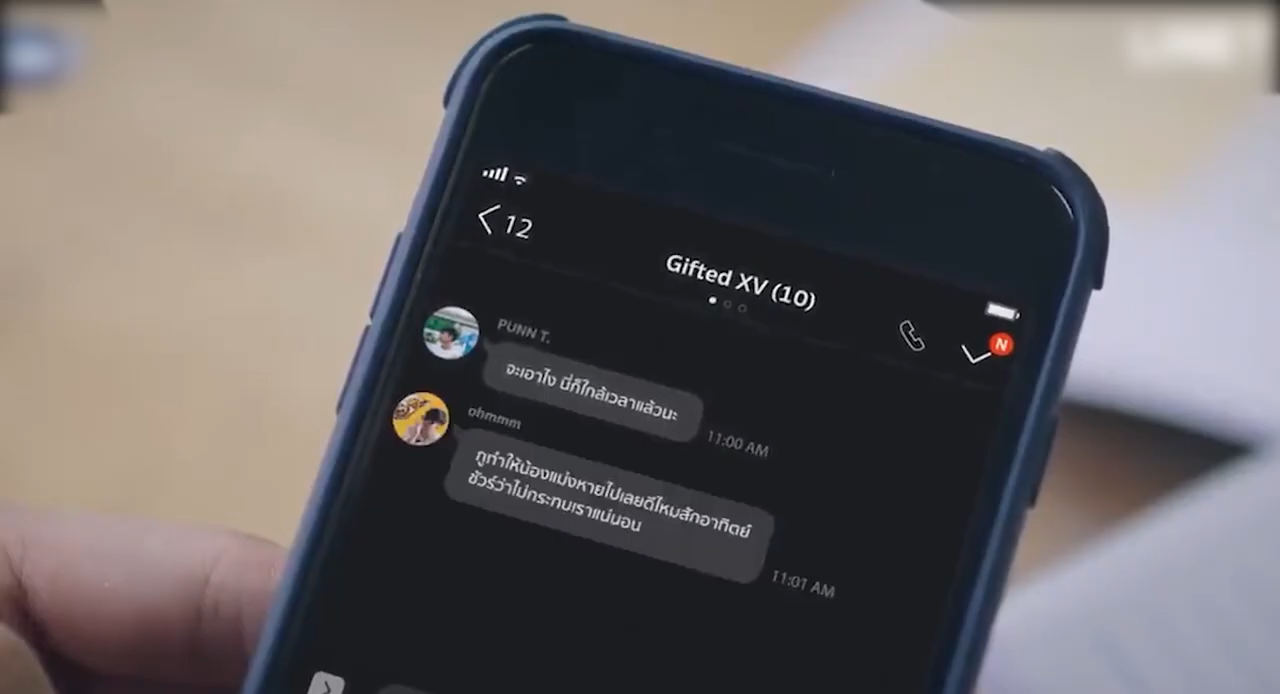 12
Gifted XV (10)
N
PUNN T.
จะเอาไง นี่ก็ใกล้เวลาแล้วนะ
11:00 AM
ohmmm
กูทำให้น้องแม่งหายไปเลยดีไหมสักอาทิตย์
ชัวร์ว่าไม่กระทบเราแน่นอน
11:01 AM